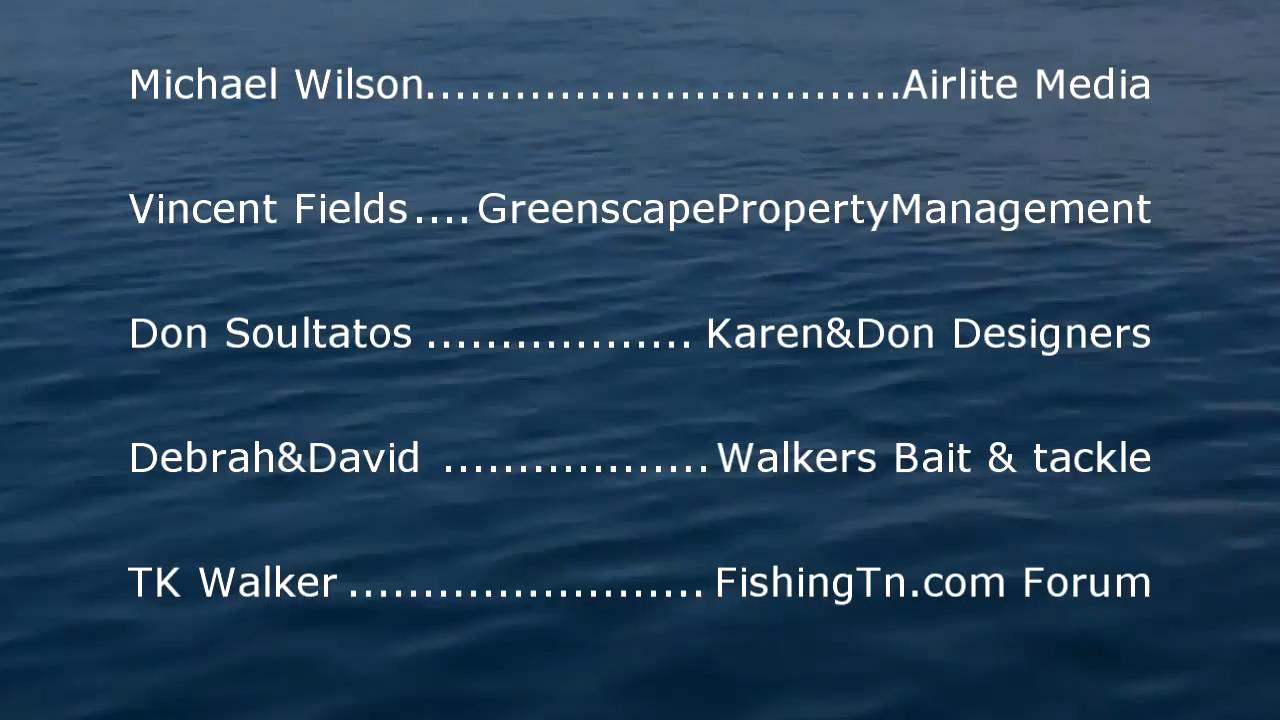 Michael Wilson................................Airlite Media
Vincent Fields....GreenscapePropertyManagement
Don Soultatos .................. Karen&Don Designers
Debrah&David ..................Walkers Bait & tackle
TK Walker ........................ FishingTn.com Forum